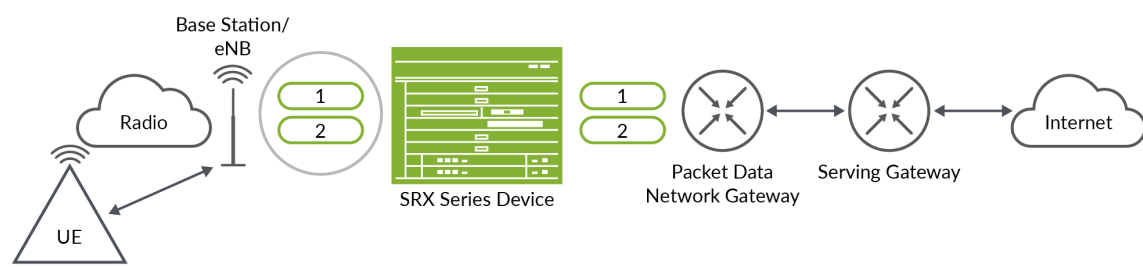 Base Station/
eNB
Radio
UE
1
2
SRX Series Device
1
2
Packet Data
Network Gateway
Serving Gateway
Internet